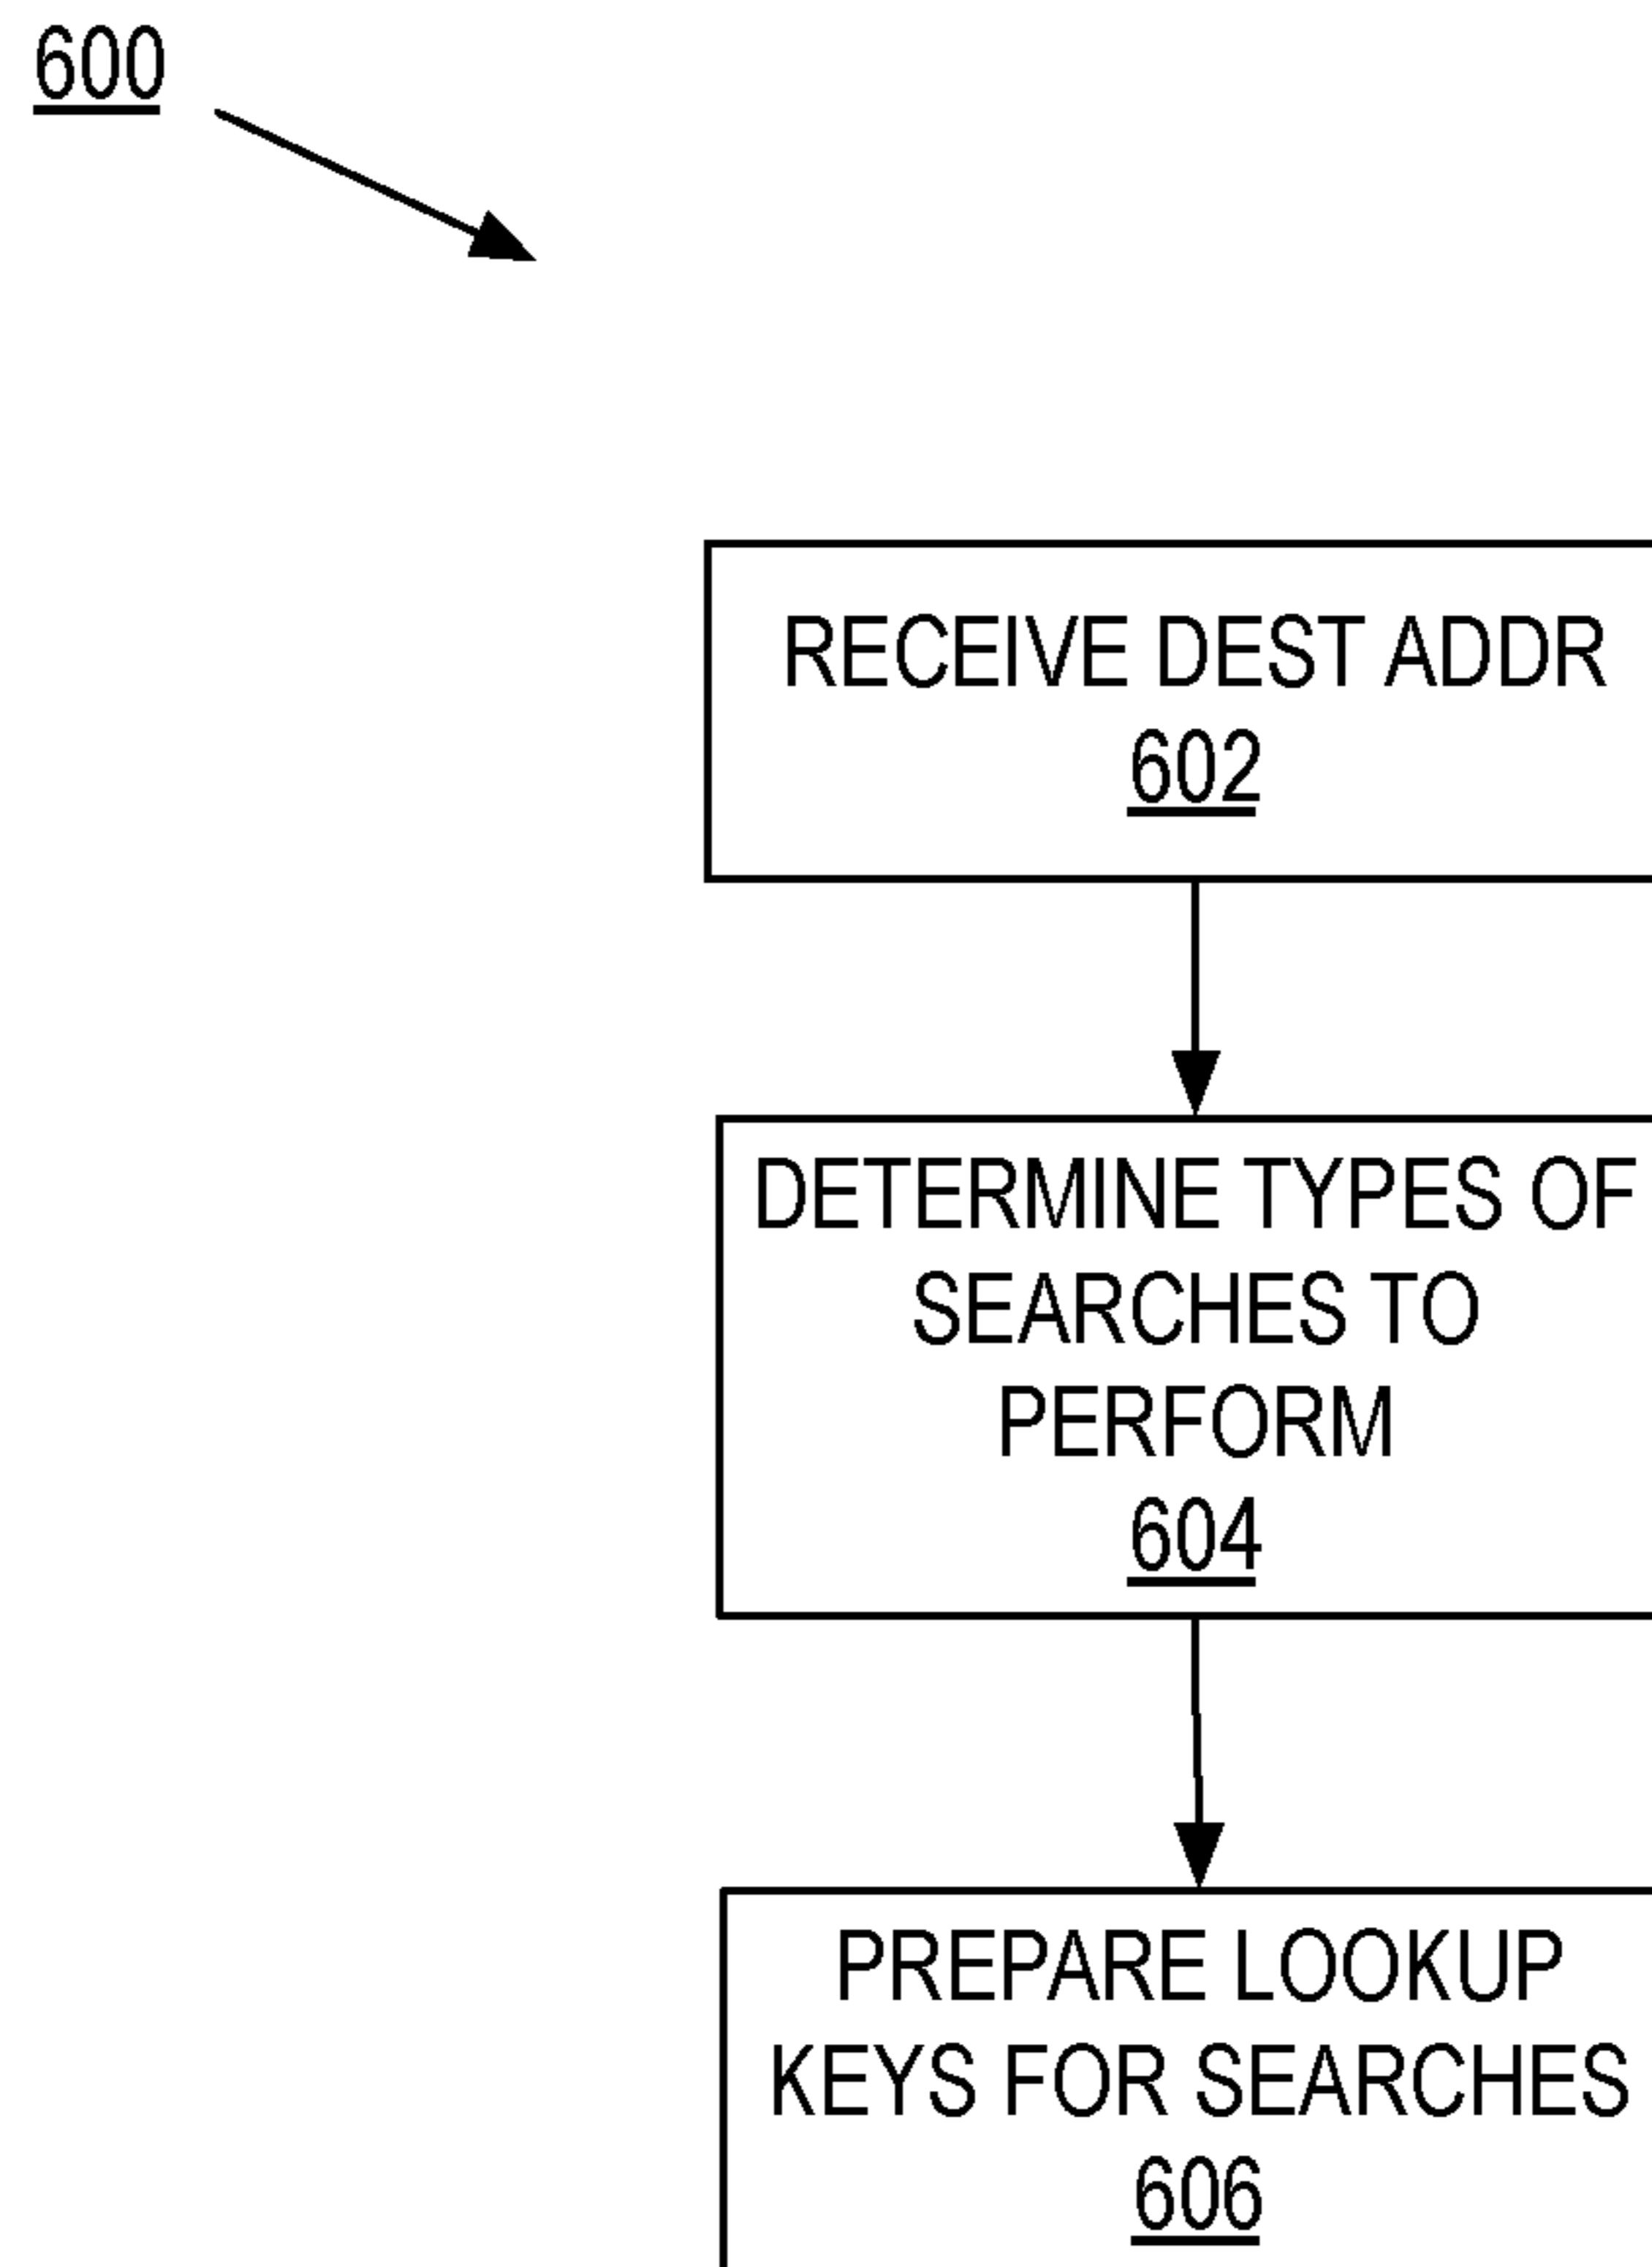 600
RECEIVE DEST ADDR
602
DETERMINE TYPES OF
SEARCHES TO
PERFORM
604
PREPARE LOOKUP
KEYS FOR SEARCHES
606